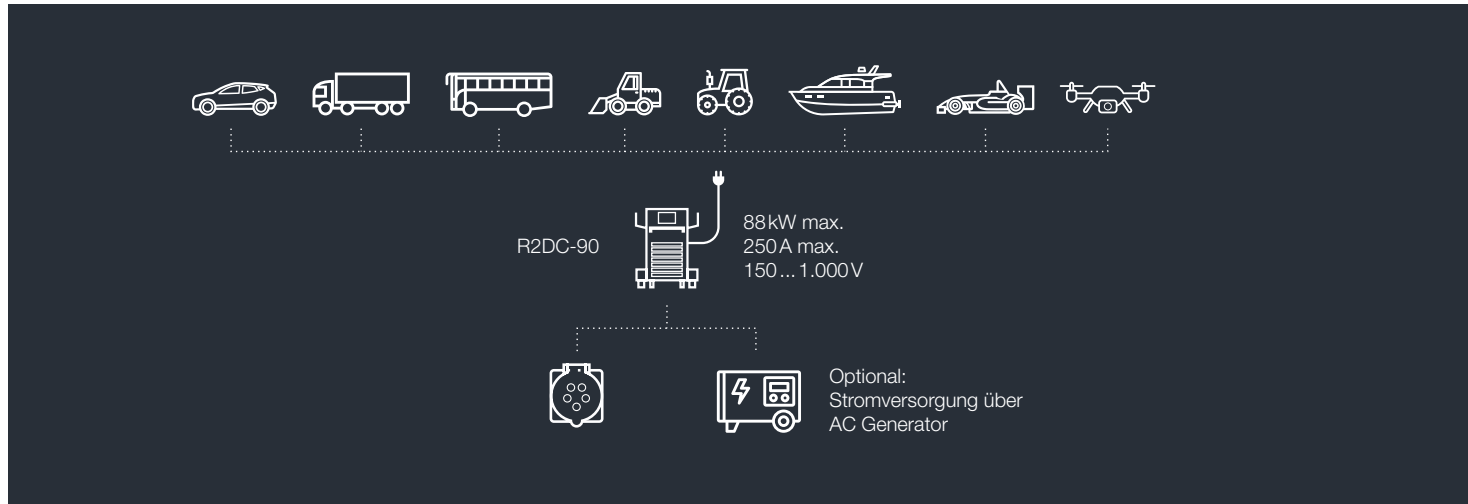 R2DC-90
88 kW max.
250 A max.
150 ... 1.000 V
Optional:
Stromversorgung über
AC Generator